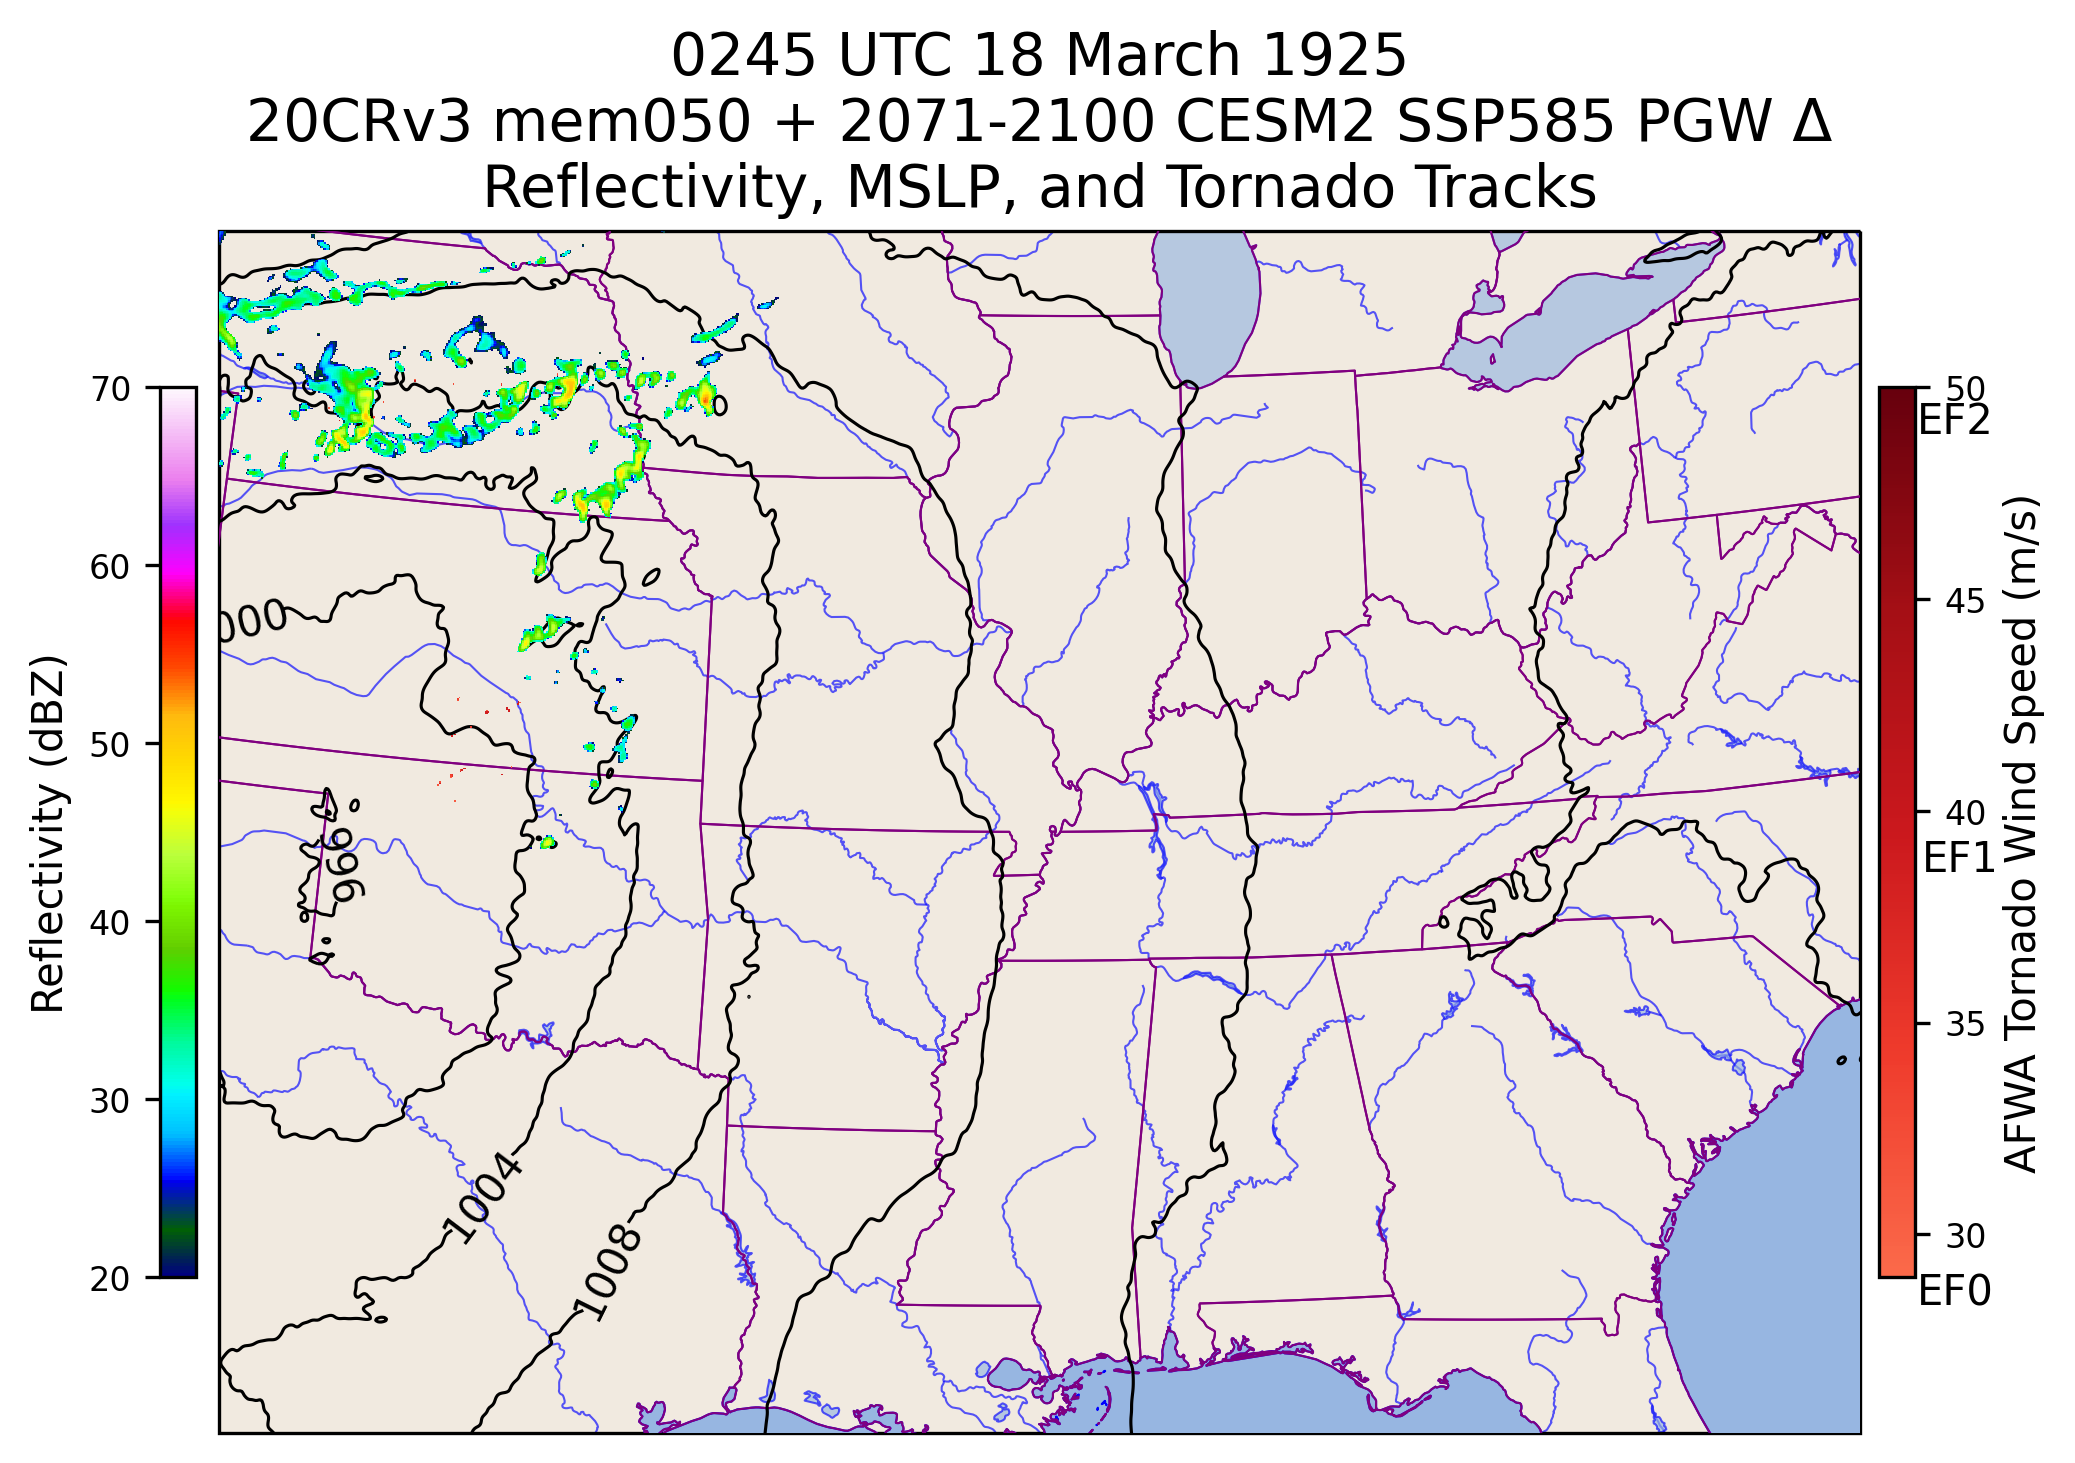 0245 UTC 18 March 1925
20CRv3 mem050 + 2071-2100 CESM2 SSP585 PGW Δ
Reflectivity, MSLP, and Tornado Tracks
70
60
50
40
30
20
Reflectivity (dBZ)
000
996
1004
1008
50
EF2
45
40
EF1
35
30
EF0
AFWA Tornado Wind Speed (m/s)